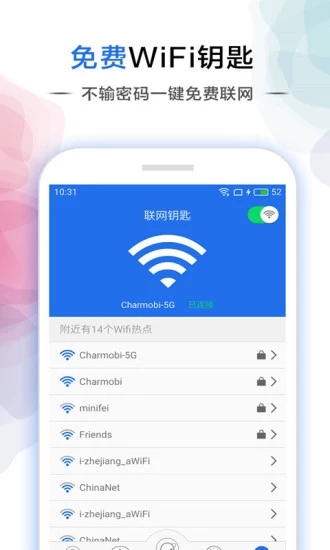 免费WiFi钥匙
不输密码一键免费联网
10:31 52
联网钥匙
Charmobi-5G 已连接
附近有14个Wifi热点
Charmobi-5G
Charmobi
minifei
Friends
i-zhejiang_aWiFi
ChinaNet
i-zhejiang_aWiFi
ChinaNet